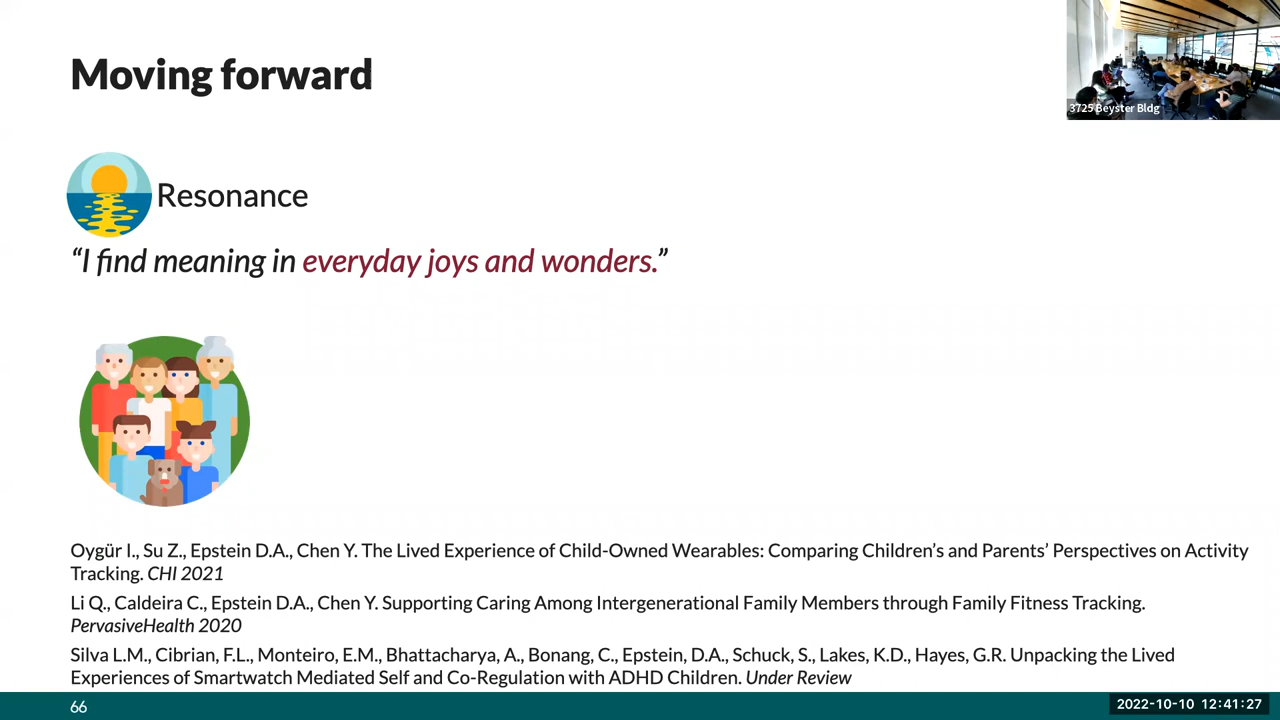 Moving forward
3725 Beyster Bldg
Resonance
“I find meaning in everyday joys and wonders.”
Oygür I., Su Z., Epstein D.A., Chen Y. The Lived Experience of Child-Owned Wearables: Comparing Children’s and Parents’ Perspectives on Activity
Tracking. CHI 2021
Li Q., Caldeira C., Epstein D.A., Chen Y. Supporting Caring Among Intergenerational Family Members through Family Fitness Tracking.
PervasiveHealth 2020
Silva L.M., Cibrian, F.L., Monteiro, E.M., Bhattacharya, A., Bonang, C., Epstein, D.A., Schuck, S., Lakes, K.D., Hayes, G.R. Unpacking the Lived
Experiences of Smartwatch Mediated Self and Co-Regulation with ADHD Children. Under Review
66
2022-10-10 12:41:27